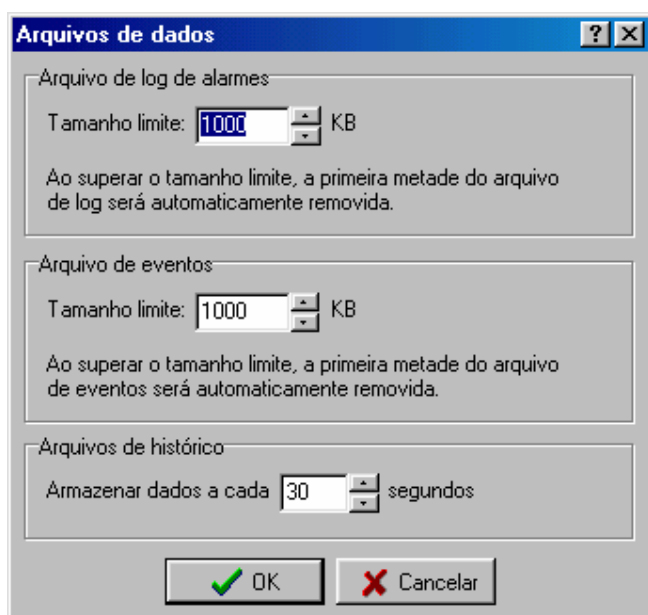 Arquivos de dados
Arquivo de log de alarmes
Tamanho limite: 1000 KB
Ao superar o tamanho limite, a primeira metade do arquivo
de log será automaticamente removida.
Arquivo de eventos
Tamanho limite: 1000 KB
Ao superar o tamanho limite, a primeira metade do arquivo
de eventos será automaticamente removida.
Arquivos de histórico
Armazenar dados a cada 30 segundos
OK Cancelar